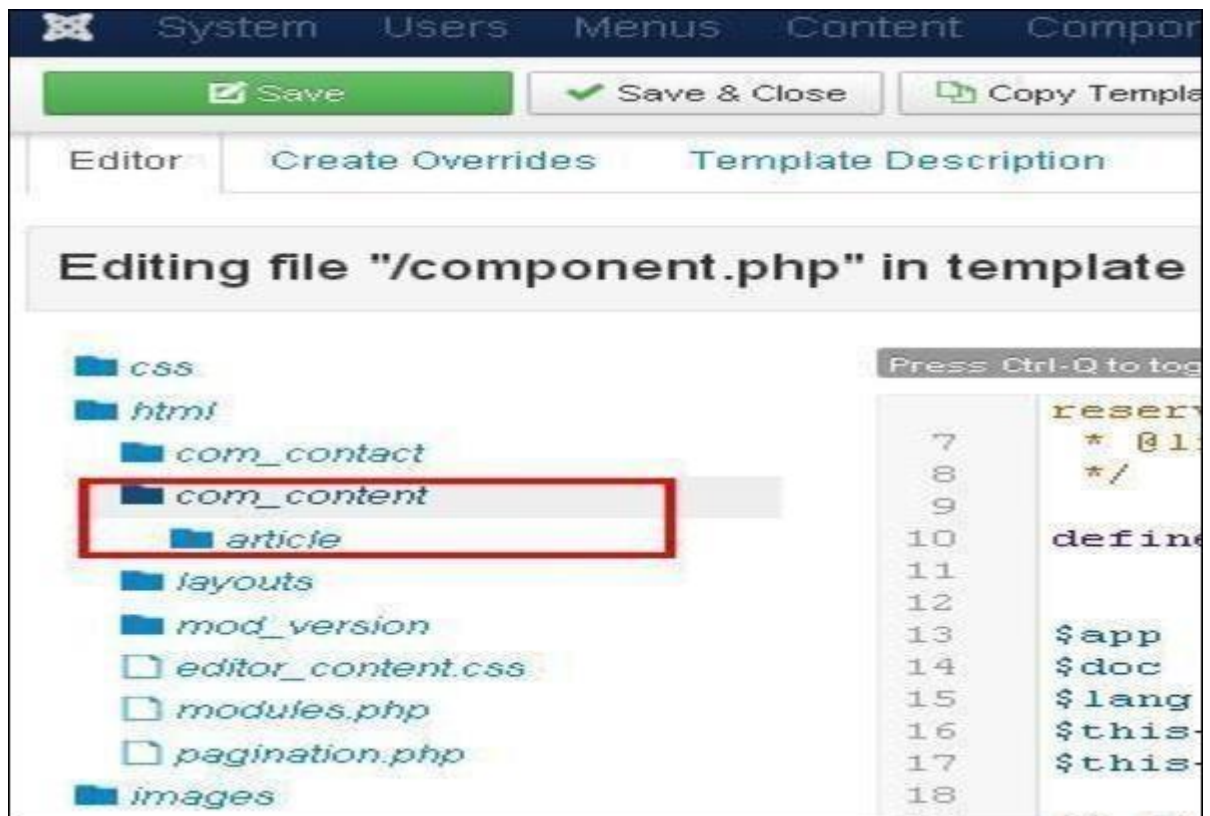 System Users Menus Content Compon
Save Save & Close Copy Templa
Editor Create Overrides Template Description
Editing file "/component.php" in template
css
html
com_contact
com_content
article
layouts
mod_version
editor_content.css
modules.php
pagination.php
images
Press Ctrl-Q to tog
reserv
7 * @li
8 */
9
10 define
11
12
13 $app
14 $doc
15 $lang
16 $this-
17 $this-
18